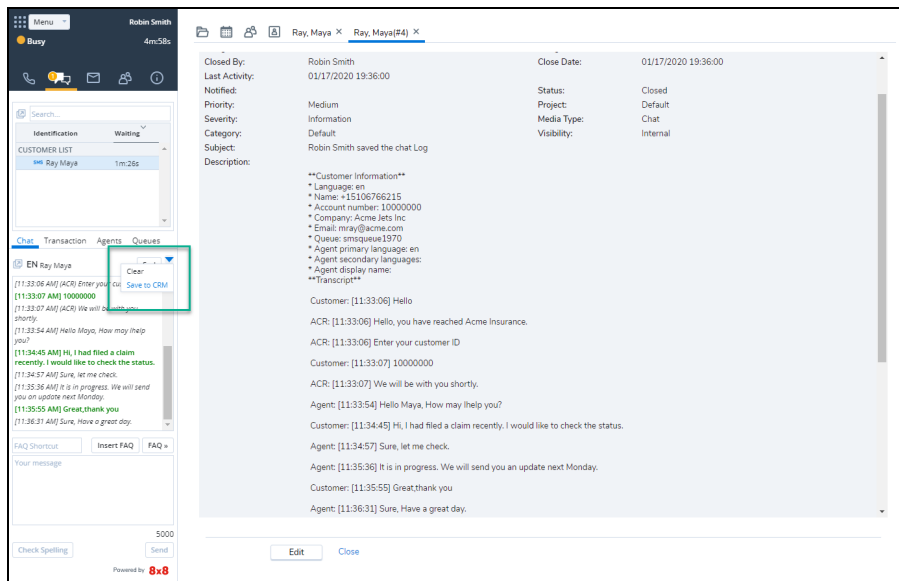 Menu
Robin Smith
Busy
4m:58s
Search...
Identification
Waiting
CUSTOMER LIST
SMS Ray Maya
1m:26s
Chat
Transaction
Agents
Queues
EN Ray Maya
Clear
Save to CRM
[11:33:06 AM] (ACR) Enter your
[11:33:07 AM] 10000000
[11:33:07 AM] (ACR) We will be with you
shortly.
[11:33:54 AM] Hello Maya, How may Ihelp
you?
[11:34:45 AM] Hi, I had filed a claim
recently. I would like to check the status.
[11:34:57 AM] Sure, let me check.
[11:35:36 AM] It is in progress. We will send
you an update next Monday.
[11:35:55 AM] Great,thank you
[11:36:31 AM] Sure, Have a great day.
FAQ Shortcut
Insert FAQ
FAQ »
Your message
5000
Check Spelling
Send
Powered by 8x8
Ray, Maya ×
Ray, Maya(#4) ×
Closed By:
Robin Smith
Close Date:
01/17/2020 19:36:00
Last Activity:
01/17/2020 19:36:00
Notified:
Status:
Closed
Priority:
Medium
Project:
Default
Severity:
Information
Media Type:
Chat
Category:
Default
Visibility:
Internal
Subject:
Robin Smith saved the chat Log
Description:
**Customer Information**
* Language: en
* Name: +15106766215
* Account number: 10000000
* Company: Acme Jets Inc
* Email: mray@acme.com
* Queue: smsqueue1970
* Agent primary language: en
* Agent secondary languages:
* Agent display name:
**Transcript**
Customer: [11:33:06] Hello
ACR: [11:33:06] Hello, you have reached Acme Insurance.
ACR: [11:33:06] Enter your customer ID
Customer: [11:33:07] 10000000
ACR: [11:33:07] We will be with you shortly.
Agent: [11:33:54] Hello Maya, How may Ihelp you?
Customer: [11:34:45] Hi, I had filed a claim recently. I would like to check the status.
Agent: [11:34:57] Sure, let me check.
Agent: [11:35:36] It is in progress. We will send you an update next Monday.
Customer: [11:35:55] Great,thank you
Agent: [11:36:31] Sure, Have a great day.
Edit
Close